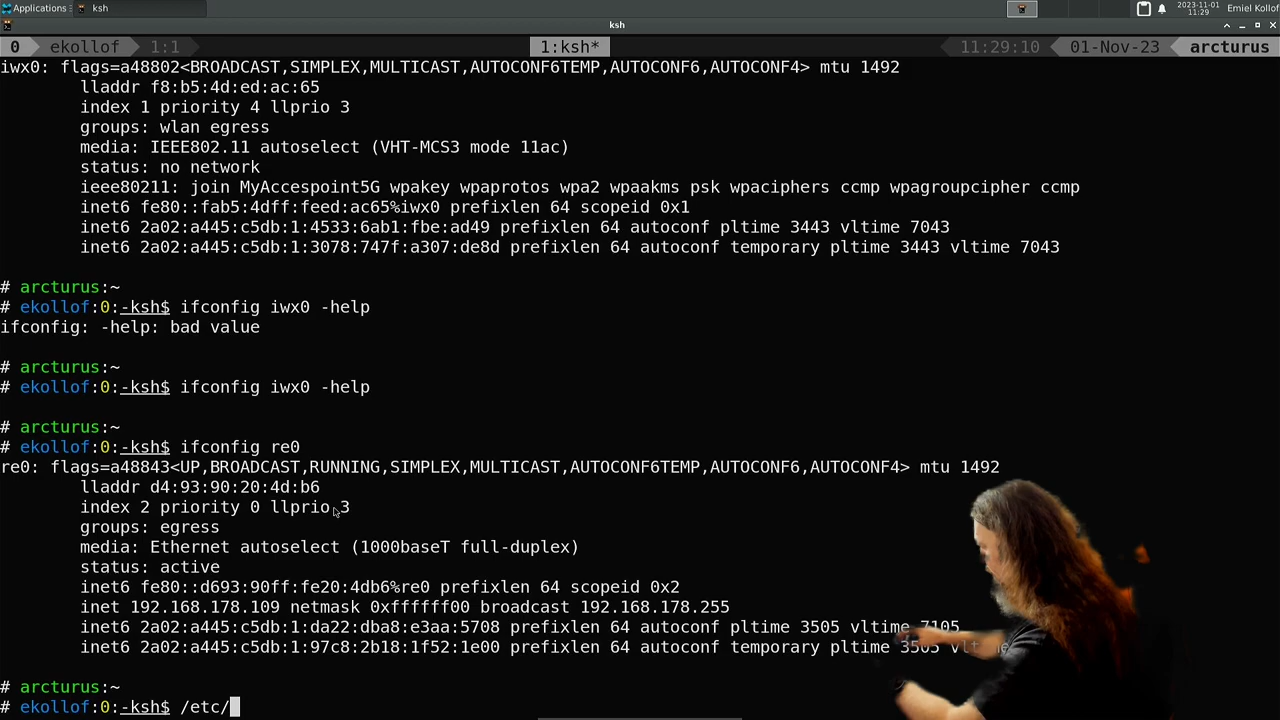 Applications
ksh
2023-11-01
11:29
Emiel Kollof
ksh
0 ekollof 1:1 1:ksh* 11:29:10 01-Nov-23 arcturus
iwx0: flags=a48802<BROADCAST,SIMPLEX,MULTICAST,AUTOCONF6TEMP,AUTOCONF6,AUTOCONF4> mtu 1492
lladdr f8:b5:4d:ed:ac:65
index 1 priority 4 llprio 3
groups: wlan egress
media: IEEE802.11 autoselect (VHT-MCS3 mode 11ac)
status: no network
ieee80211: join MyAccespoint5G wpakey wpaprotos wpa2 wpaakms psk wpaciphers ccmp wpagroupcipher ccmp
inet6 fe80::fab5:4dff:feed:ac65%iwx0 prefixlen 64 scopeid 0x1
inet6 2a02:a445:c5db:1:4533:6ab1:fbe:ad49 prefixlen 64 autoconf pltime 3443 vltime 7043
inet6 2a02:a445:c5db:1:3078:747f:a307:de8d prefixlen 64 autoconf temporary pltime 3443 vltime 7043
# arcturus:~
# ekollof:0:-ksh$ ifconfig iwx0 -help
ifconfig: -help: bad value
# arcturus:~
# ekollof:0:-ksh$ ifconfig iwx0 -help
# arcturus:~
# ekollof:0:-ksh$ ifconfig re0
re0: flags=a48843<UP,BROADCAST,RUNNING,SIMPLEX,MULTICAST,AUTOCONF6TEMP,AUTOCONF6,AUTOCONF4> mtu 1492
lladdr d4:93:90:20:4d:b6
index 2 priority 0 llprio 3
groups: egress
media: Ethernet autoselect (1000baseT full-duplex)
status: active
inet6 fe80::d693:90ff:fe20:4db6%re0 prefixlen 64 scopeid 0x2
inet 192.168.178.109 netmask 0xffffff00 broadcast 192.168.178.255
inet6 2a02:a445:c5db:1:da22:dba8:e3aa:5708 prefixlen 64 autoconf pltime 3505 vltime 7105
inet6 2a02:a445:c5db:1:97c8:2b18:1f52:1e00 prefixlen 64 autoconf temporary pltime 3505
# arcturus:~
# ekollof:0:-ksh$ /etc/